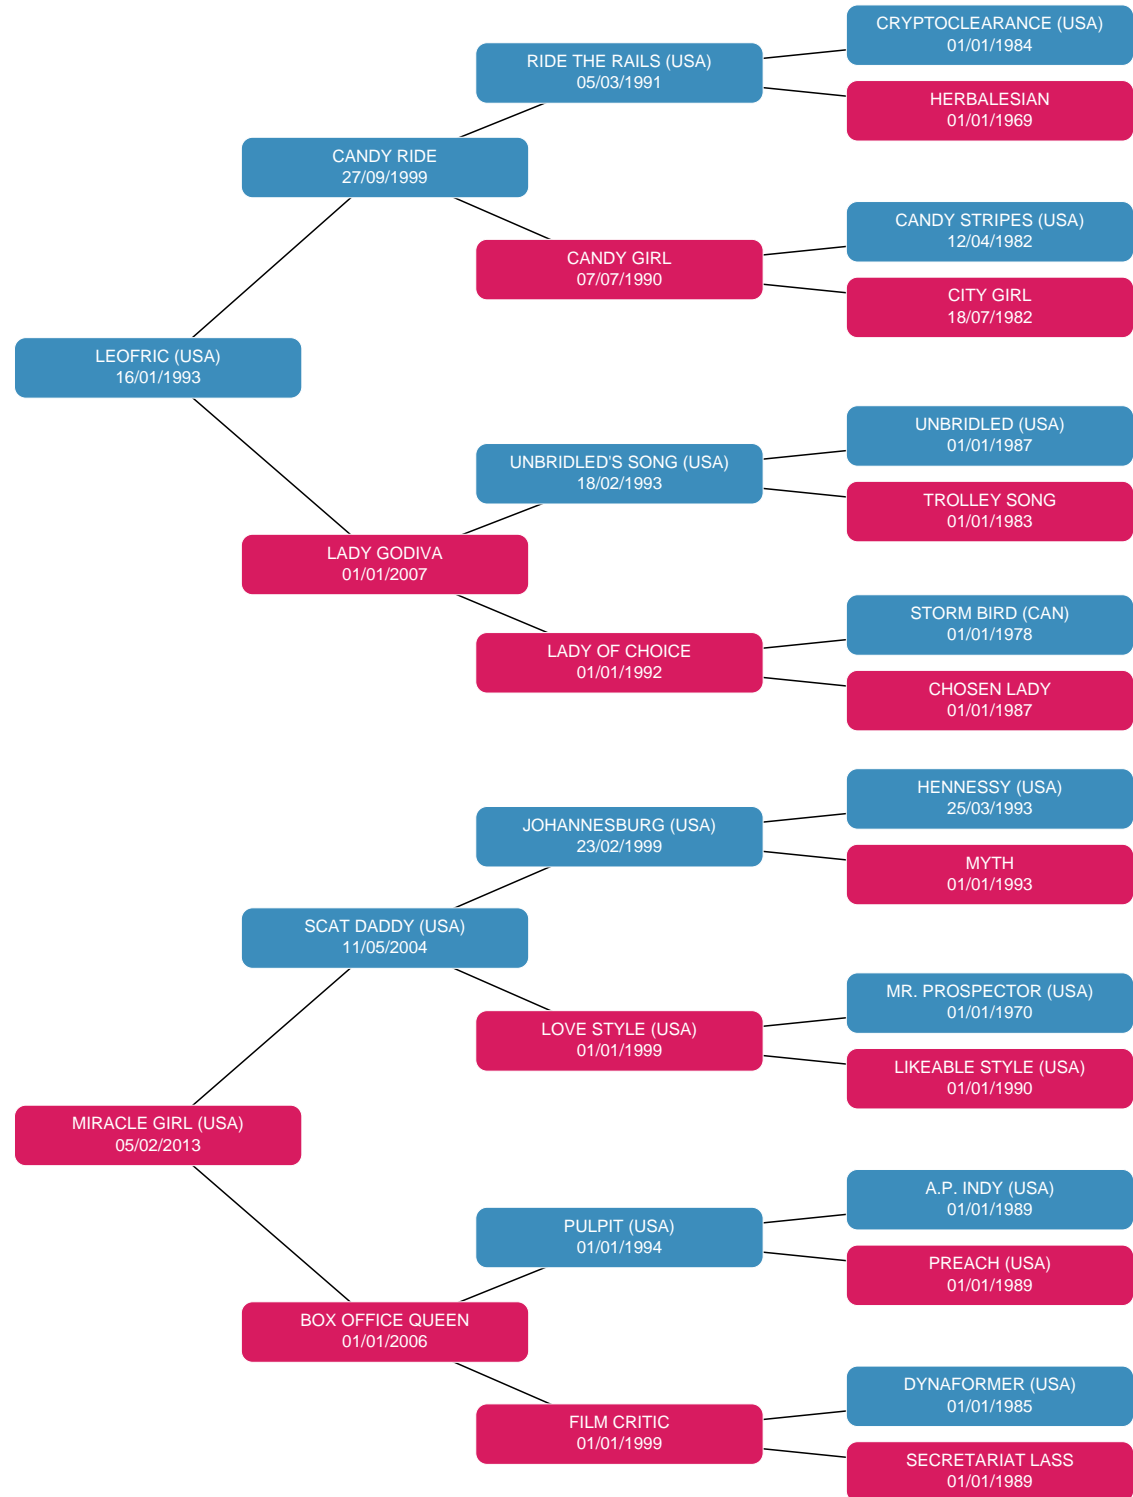 CRYPTOCLEARANCE (USA)
01/01/1984
RIDE THE RAILS (USA)
05/03/1991
HERBALESIAN
01/01/1969
CANDY RIDE
27/09/1999
CANDY STRIPES (USA)
12/04/1982
CANDY GIRL
07/07/1990
CITY GIRL
18/07/1982
LEOFRIC (USA)
16/01/1993
UNBRIDLED (USA)
01/01/1987
UNBRIDLED'S SONG (USA)
18/02/1993
TROLLEY SONG
01/01/1983
LADY GODIVA
01/01/2007
STORM BIRD (CAN)
01/01/1978
LADY OF CHOICE
01/01/1992
CHOSEN LADY
01/01/1987
HENNESSY (USA)
25/03/1993
JOHANNESBURG (USA)
23/02/1999
MYTH
01/01/1993
SCAT DADDY (USA)
11/05/2004
MR. PROSPECTOR (USA)
01/01/1970
LOVE STYLE (USA)
01/01/1999
LIKEABLE STYLE (USA)
01/01/1990
MIRACLE GIRL (USA)
05/02/2013
A.P. INDY (USA)
01/01/1989
PULPIT (USA)
01/01/1994
PREACH (USA)
01/01/1989
BOX OFFICE QUEEN
01/01/2006
DYNAFORMER (USA)
01/01/1985
FILM CRITIC
01/01/1999
SECRETARIAT LASS
01/01/1989